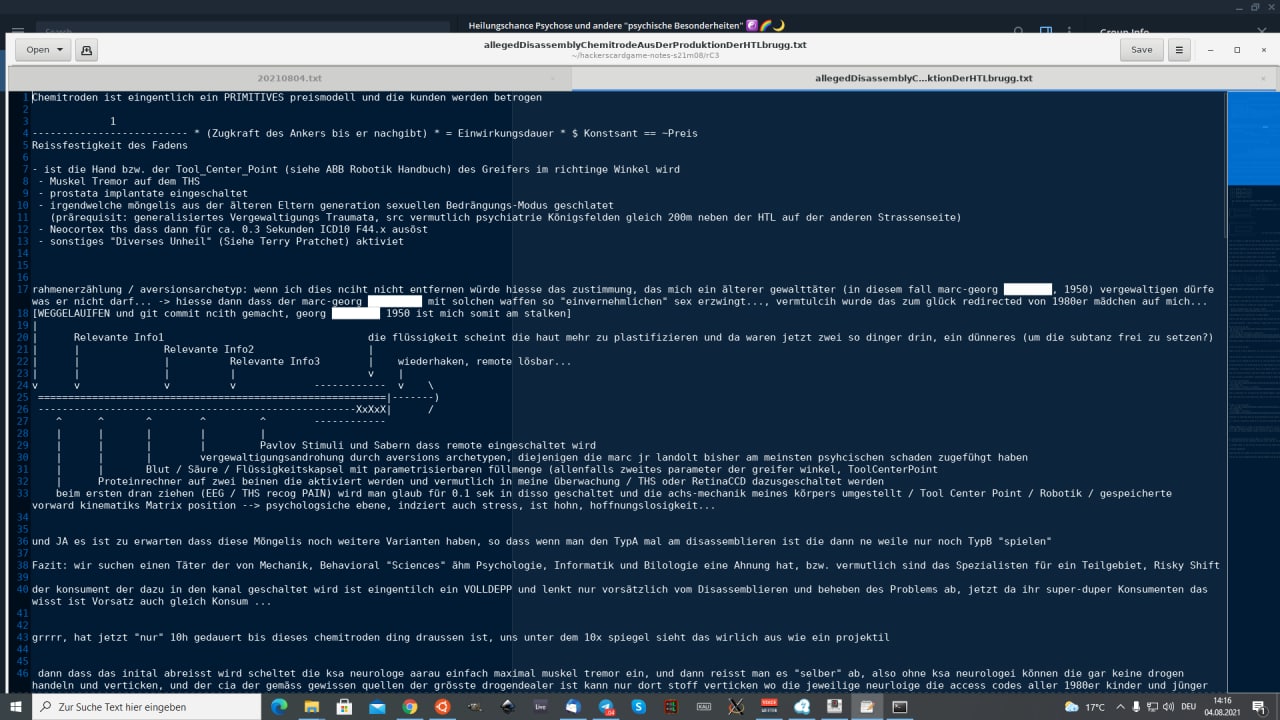 Heilungschance Psychose und andere "psychische Besonderheiten"
Search
Group Info
Open
allegedDisassemblyChemitrodeAusDerProduktionDerHTLbrugg.txt
~/hackerscardgame-notes-s21m08/rC3
Save
20210804.txt
allegedDisassemblyC...ktionDerHTLbrugg.txt
1 Chemitroden ist eingentlich ein PRIMITIVES preismodell und die kunden werden betrogen
2
3 1
4 -------------------------- * (Zugkraft des Ankers bis er nachgibt) * = Einwirkungsdauer * $ Konstsant == ~Preis
5 Reissfestigkeit des Fadens
6
7 - ist die Hand bzw. der Tool_Center_Point (siehe ABB Robotik Handbuch) des Greifers im richtinge Winkel wird
8 - Muskel Tremor auf dem THS
9 - prostata implantate eingeschaltet
10 - irgendwelche möngelis aus der älteren Eltern generation sexuellen Bedrängungs-Modus geschlatet
11 (prärequisit: generalisiertes Vergewaltigungs Traumata, src vermutlich psychiatrie Königsfelden gleich 200m neben der HTL auf der anderen Strassenseite)
12 - Neocortex ths dass dann für ca. 0.3 Sekunden ICD10 F44.x ausöst
13 - sonstiges "Diverses Unheil" (Siehe Terry Pratchet) aktiviet
14
15
16
17 rahmenerzählung / aversionsarchetyp: wenn ich dies nciht nicht entfernen würde hiesse das zustimmung, das mich ein älterer gewalttäter (in diesem fall marc-georg , 1950) vergewaltigen dürfe
was er nicht darf... -> hiesse dann dass der marc-georg mit solchen waffen so "einvernehmlichen" sex erzwingt..., vermtulcih wurde das zum glück redirected von 1980er mädchen auf mich...
18 [WEGGELAUIFEN und git commit ncith gemacht, georg 1950 ist mich somit am stalken]
19 |
20 | Relevante Info1 die flüssigkeit scheint die haut mehr zu plastifizieren und da waren jetzt zwei so dinger drin, ein dünneres (um die subtanz frei zu setzen?)
21 | | Relevante Info2 |
22 | | | Relevante Info3 | wiederhaken, remote lösbar...
23 | | | | v |
24 v v v v ------------ v \
25 ===========================================================|-------)
26 -----------------------------------------------------XxXxX| /
27 ^ ^ ^ ^ ^ ------------
28 | | | | |
29 | | | | Pavlov Stimuli und Sabern dass remote eingeschaltet wird
30 | | | vergewaltigungsandrohung durch aversions archetypen, diejenigen die marc jr landolt bisher am meinsten psyhcischen schaden zugefühgt haben
31 | | Blut / Säure / Flüssigkeitskapsel mit parametrisierbaren füllmenge (allenfalls zweites parameter der greifer winkel, ToolCenterPoint
32 | Proteinrechner auf zwei beinen die aktiviert werden und vermutlich in meine überwachung / THS oder RetinaCCD dazusgeschaltet werden
33 beim ersten dran ziehen (EEG / THS recog PAIN) wird man glaub für 0.1 sek in disso geschaltet und die achs-mechanik meines körpers umgestellt / Tool Center Point / Robotik / gespeicherte
vorward kinematiks Matrix position --> psychologsiche ebene, indziert auch stress, ist hohn, hoffnungslosigkeit...
34
35
36 und JA es ist zu erwarten dass diese Möngelis noch weitere Varianten haben, so dass wenn man den TypA mal am disassemblieren ist die dann ne weile nur noch TypB "spielen"
37
38 Fazit: wir suchen einen Täter der von Mechanik, Behavioral "Sciences" ähm Psychologie, Informatik und Bilologie eine Ahnung hat, bzw. vermutlich sind das Spezialisten für ein Teilgebiet, Risky Shift
39
40 der konsument der dazu in den kanal geschaltet wird ist eingentilch ein VOLLDEPP und lenkt nur vorsätzlich vom Disassemblieren und beheben des Problems ab, jetzt da ihr super-duper Konsumenten das
wisst ist Vorsatz auch gleich Konsum ...
41
42
43 grrrr, hat jetzt "nur" 10h gedauert bis dieses chemitroden ding draussen ist, uns unter dem 10x spiegel sieht das wirlich aus wie ein projektil
44
45
46 dann dass das inital abreisst wird scheltet die ksa neurologe aarau einfach maximal muskel tremor ein, und dann reisst man es "selber" ab, also ohne ksa neurologei können die gar keine drogen
handeln und verticken, und der cia der gemäss gewissen quellen der grösste drogendealer ist kann nur dort stoff verticken wo die jeweilige neurloige die access codes aller 1980er kinder und jünger
Zur Suche Text hier eingeben
Live
17°C
DEU
14:16
04.08.2021